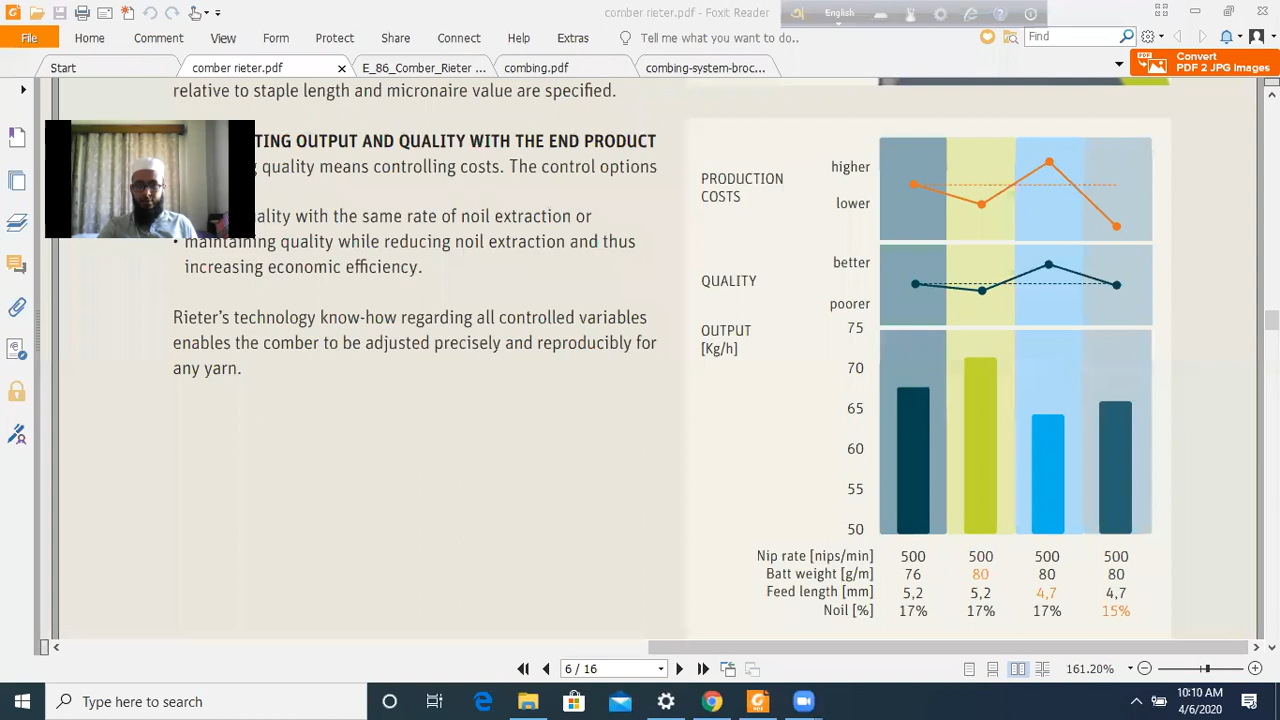 comber rieter.pdf - Foxit Reader
English
File Home Comment View Form Protect Share Connect Help Extras Tell me what you want to do.. Find
Start comber rieter.pdf E_86_Comber_Rieter ... ombing.pdf combing-system-broc...
Convert
PDF 2 JPG Images
relative to staple length and micronaire value are specified.
TING OUTPUT AND QUALITY WITH THE END PRODUCT
quality means controlling costs. The control options
ality with the same rate of noil extraction or
• maintaining quality while reducing noil extraction and thus
increasing economic efficiency.
Rieter's technology know-how regarding all controlled variables
enables the comber to be adjusted precisely and reproducibly for
any yarn.
PRODUCTION
COSTS
higher
lower
QUALITY
better
poorer
OUTPUT
[Kg/h]
75
70
65
60
55
50
Nip rate [nips/min] 500 500 500 500
Batt weight [g/m] 76 80 80 80
Feed length [mm] 5,2 5,2 4,7 4,7
Noil [%] 17% 17% 17% 15%
6 / 16
161.20%
Type here to search
10:10 AM
4/6/2020